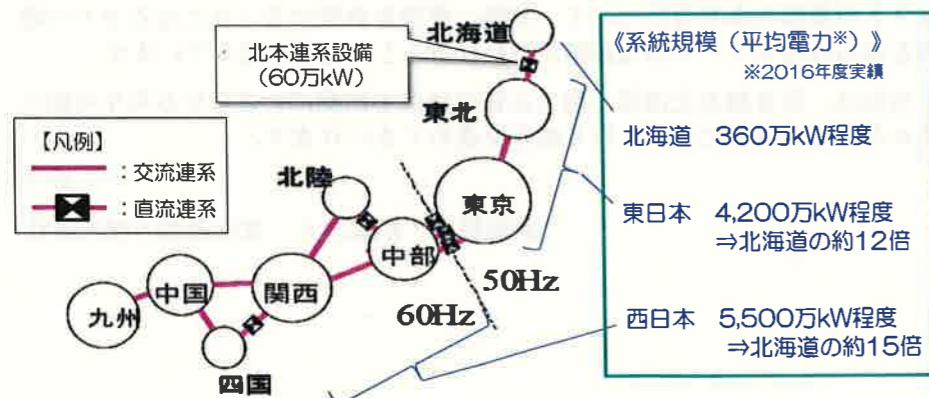 北海道
北本連系設備
(60万kW)
東北
【凡例】
：交流連系
：直流連系
北陸
東京
中部
中国
関西
九州
四国
50Hz
60Hz
《系統規模（平均電力※）》
※2016年度実績
北海道　360万kW程度
東日本　4,200万kW程度
⇒北海道の約12倍
西日本　5,500万kW程度
⇒北海道の約15倍